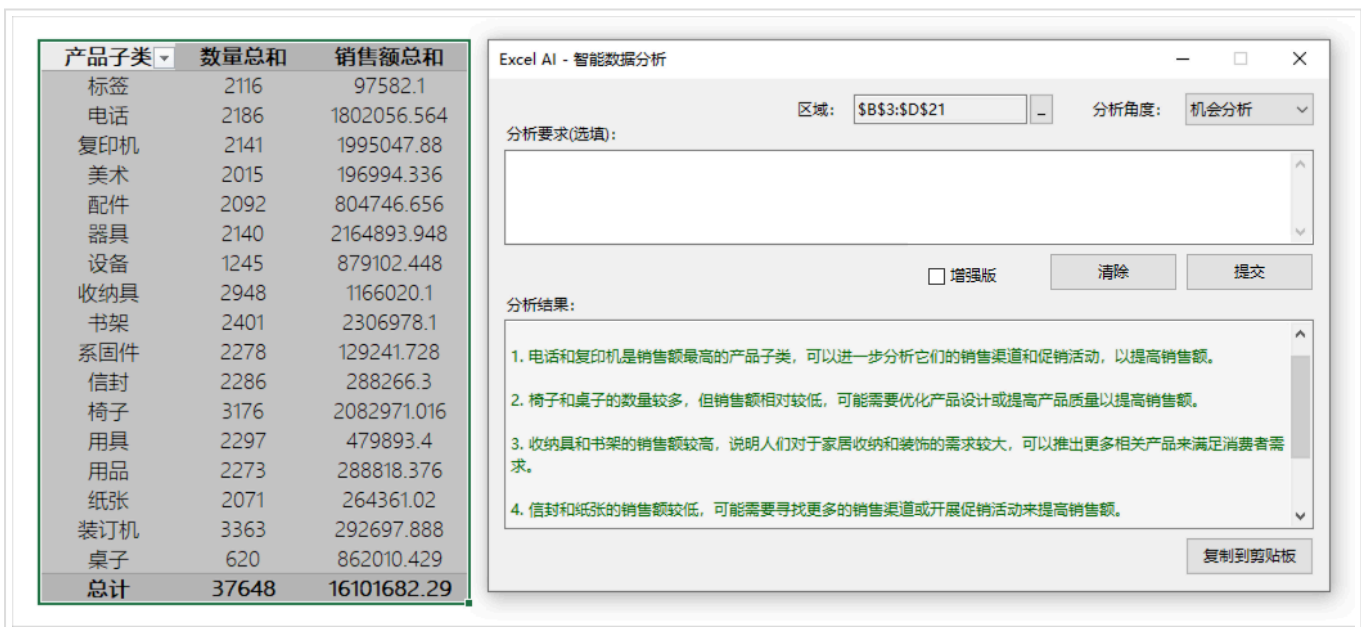 产品子类 数量总和 销售额总和
标签 2116 97582.1
电话 2186 1802056.564
复印机 2141 1995047.88
美术 2015 196994.336
配件 2092 804746.656
器具 2140 2164893.948
设备 1245 879102.448
收纳具 2948 1166020.1
书架 2401 2306978.1
系固件 2278 129241.728
信封 2286 288266.3
椅子 3176 2082971.016
用具 2297 479893.4
用品 2273 288818.376
纸张 2071 264361.02
装订机 3363 292697.888
桌子 620 862010.429
总计 37648 16101682.29
Excel AI - 智能数据分析
区域: $B$3:$D$21 _ 分析角度: 机会分析
分析要求(选填):
增强版 清除 提交
分析结果:
1. 电话和复印机是销售额最高的产品子类，可以进一步分析它们的销售渠道和促销活动，以提高销售额。
2. 椅子和桌子的数量较多，但销售额相对较低，可能需要优化产品设计或提高产品质量以提高销售额。
3. 收纳具和书架的销售额较高，说明人们对于家居收纳和装饰的需求较大，可以推出更多相关产品来满足消费者需
求。
4. 信封和纸张的销售额较低，可能需要寻找更多的销售渠道或开展促销活动来提高销售额。
复制到剪贴板